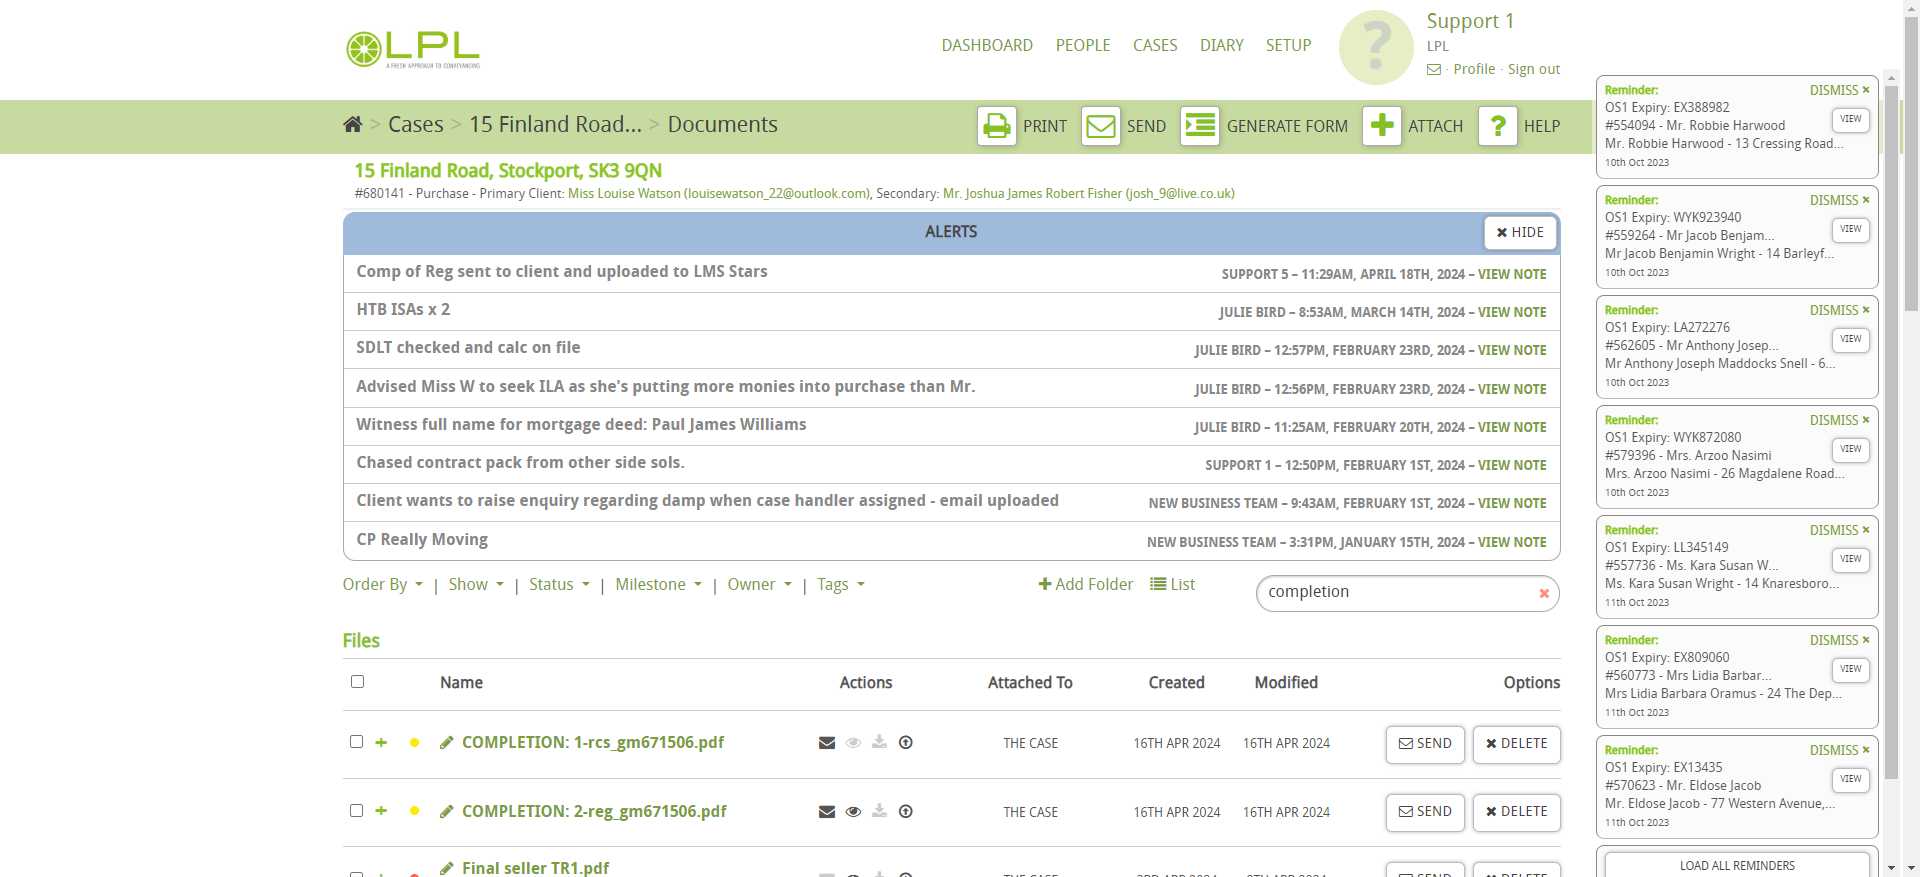 LPL
A FRESH APPROACH TO CONVEYANCING
DASHBOARD PEOPLE CASES DIARY SETUP
?
Support 1
LPL
· Profile · Sign out
> Cases > 15 Finland Road... > Documents
PRINT SEND GENERATE FORM ATTACH ? HELP
15 Finland Road, Stockport, SK3 9QN
#680141 - Purchase - Primary Client: Miss Louise Watson (louisewatson_22@outlook.com), Secondary: Mr. Joshua James Robert Fisher (josh_9@live.co.uk)
ALERTS
HIDE
Comp of Reg sent to client and uploaded to LMS Stars SUPPORT 5 – 11:29AM, APRIL 18TH, 2024 – VIEW NOTE
HTB ISAs x 2 JULIE BIRD – 8:53AM, MARCH 14TH, 2024 – VIEW NOTE
SDLT checked and calc on file JULIE BIRD – 12:57PM, FEBRUARY 23RD, 2024 – VIEW NOTE
Advised Miss W to seek ILA as she's putting more monies into purchase than Mr. JULIE BIRD – 12:56PM, FEBRUARY 23RD, 2024 – VIEW NOTE
Witness full name for mortgage deed: Paul James Williams JULIE BIRD – 11:25AM, FEBRUARY 20TH, 2024 – VIEW NOTE
Chased contract pack from other side sols. SUPPORT 1 – 12:50PM, FEBRUARY 1ST, 2024 – VIEW NOTE
Client wants to raise enquiry regarding damp when case handler assigned - email uploaded NEW BUSINESS TEAM – 9:43AM, FEBRUARY 1ST, 2024 – VIEW NOTE
CP Really Moving NEW BUSINESS TEAM – 3:31PM, JANUARY 15TH, 2024 – VIEW NOTE
Order By | Show | Status | Milestone | Owner | Tags
Add Folder List
completion
Files
Name Actions Attached To Created Modified Options
COMPLETION: 1-rcs_gm671506.pdf THE CASE 16TH APR 2024 16TH APR 2024 SEND DELETE
COMPLETION: 2-reg_gm671506.pdf THE CASE 16TH APR 2024 16TH APR 2024 SEND DELETE
Final seller TR1.pdf
Reminder: DISMISS
OS1 Expiry: EX388982
#554094 - Mr. Robbie Harwood VIEW
Mr. Robbie Harwood - 13 Cressing Road...
10th Oct 2023
Reminder: DISMISS
OS1 Expiry: WYK923940
#559264 - Mr Jacob Benjam... VIEW
Mr Jacob Benjamin Wright - 14 Barleyf...
10th Oct 2023
Reminder: DISMISS
OS1 Expiry: LA272276
#562605 - Mr Anthony Josep... VIEW
Mr Anthony Joseph Maddocks Snell - 6...
10th Oct 2023
Reminder: DISMISS
OS1 Expiry: WYK872080
#579396 - Mrs. Arzoo Nasimi VIEW
Mrs. Arzoo Nasimi - 26 Magdalene Road...
10th Oct 2023
Reminder: DISMISS
OS1 Expiry: LL345149
#557736 - Ms. Kara Susan W... VIEW
Ms. Kara Susan Wright - 14 Knaresboro...
11th Oct 2023
Reminder: DISMISS
OS1 Expiry: EX809060
#560773 - Mrs Lidia Barbar... VIEW
Mrs Lidia Barbara Oramus - 24 The Dep...
11th Oct 2023
Reminder: DISMISS
OS1 Expiry: EX13435
#570623 - Mr. Eldose Jacob VIEW
Mr. Eldose Jacob - 77 Western Avenue,...
11th Oct 2023
LOAD ALL REMINDERS